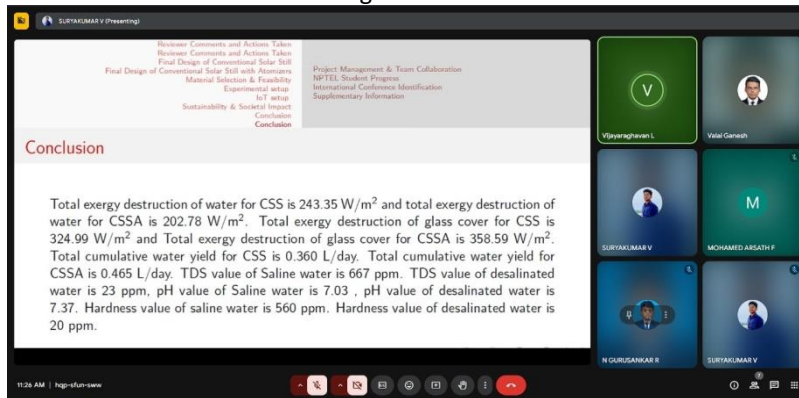 SURYAKUMAR V (Presenting)
Reviewer Comments and Actions Taken
Reviewer Comments and Actions Taken
Final Design of Conventional Solar Still
Final Design of Conventional Solar Still with Atomizers
Material Selection & Feasibility
Experimental setup
IoT setup
Sustainability & Societal Impact
Conclusion
Conclusion
Project Management & Team Collaboration
NPTEL Student Progress
International Conference Identification
Supplementary Information
Conclusion
Total exergy destruction of water for CSS is 243.35 W/m² and total exergy destruction of
water for CSSA is 202.78 W/m². Total exergy destruction of glass cover for CSS is
324.99 W/m² and Total exergy destruction of glass cover for CSSA is 358.59 W/m².
Total cumulative water yield for CSS is 0.360 L/day. Total cumulative water yield for
CSSA is 0.465 L/day. TDS value of Saline water is 667 ppm. TDS value of desalinated
water is 23 ppm, pH value of Saline water is 7.03 , pH value of desalinated water is
7.37. Hardness value of saline water is 560 ppm. Hardness value of desalinated water is
20 ppm.
V
Vijayaraghavan L
Valai Ganesh
SURYAKUMAR V
M
MOHAMED ARSATH F
N GURUSANKAR R
SURYAKUMAR V
11:26 AM | hqp-sfun-sww
7